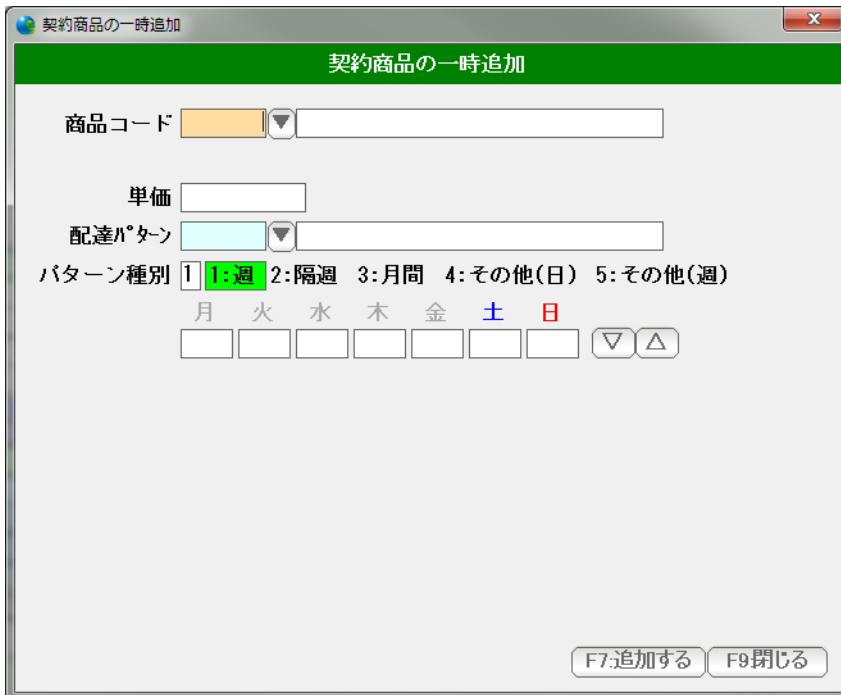 契約商品の一時追加
契約商品の一時追加
商品コード
単価
配達ﾊﾟﾀｰﾝ
パターン種別 1 1:週 2:隔週 3:月間 4:その他(日) 5:その他(週)
月 火 水 木 金 土 日
F7:追加する F9:閉じる